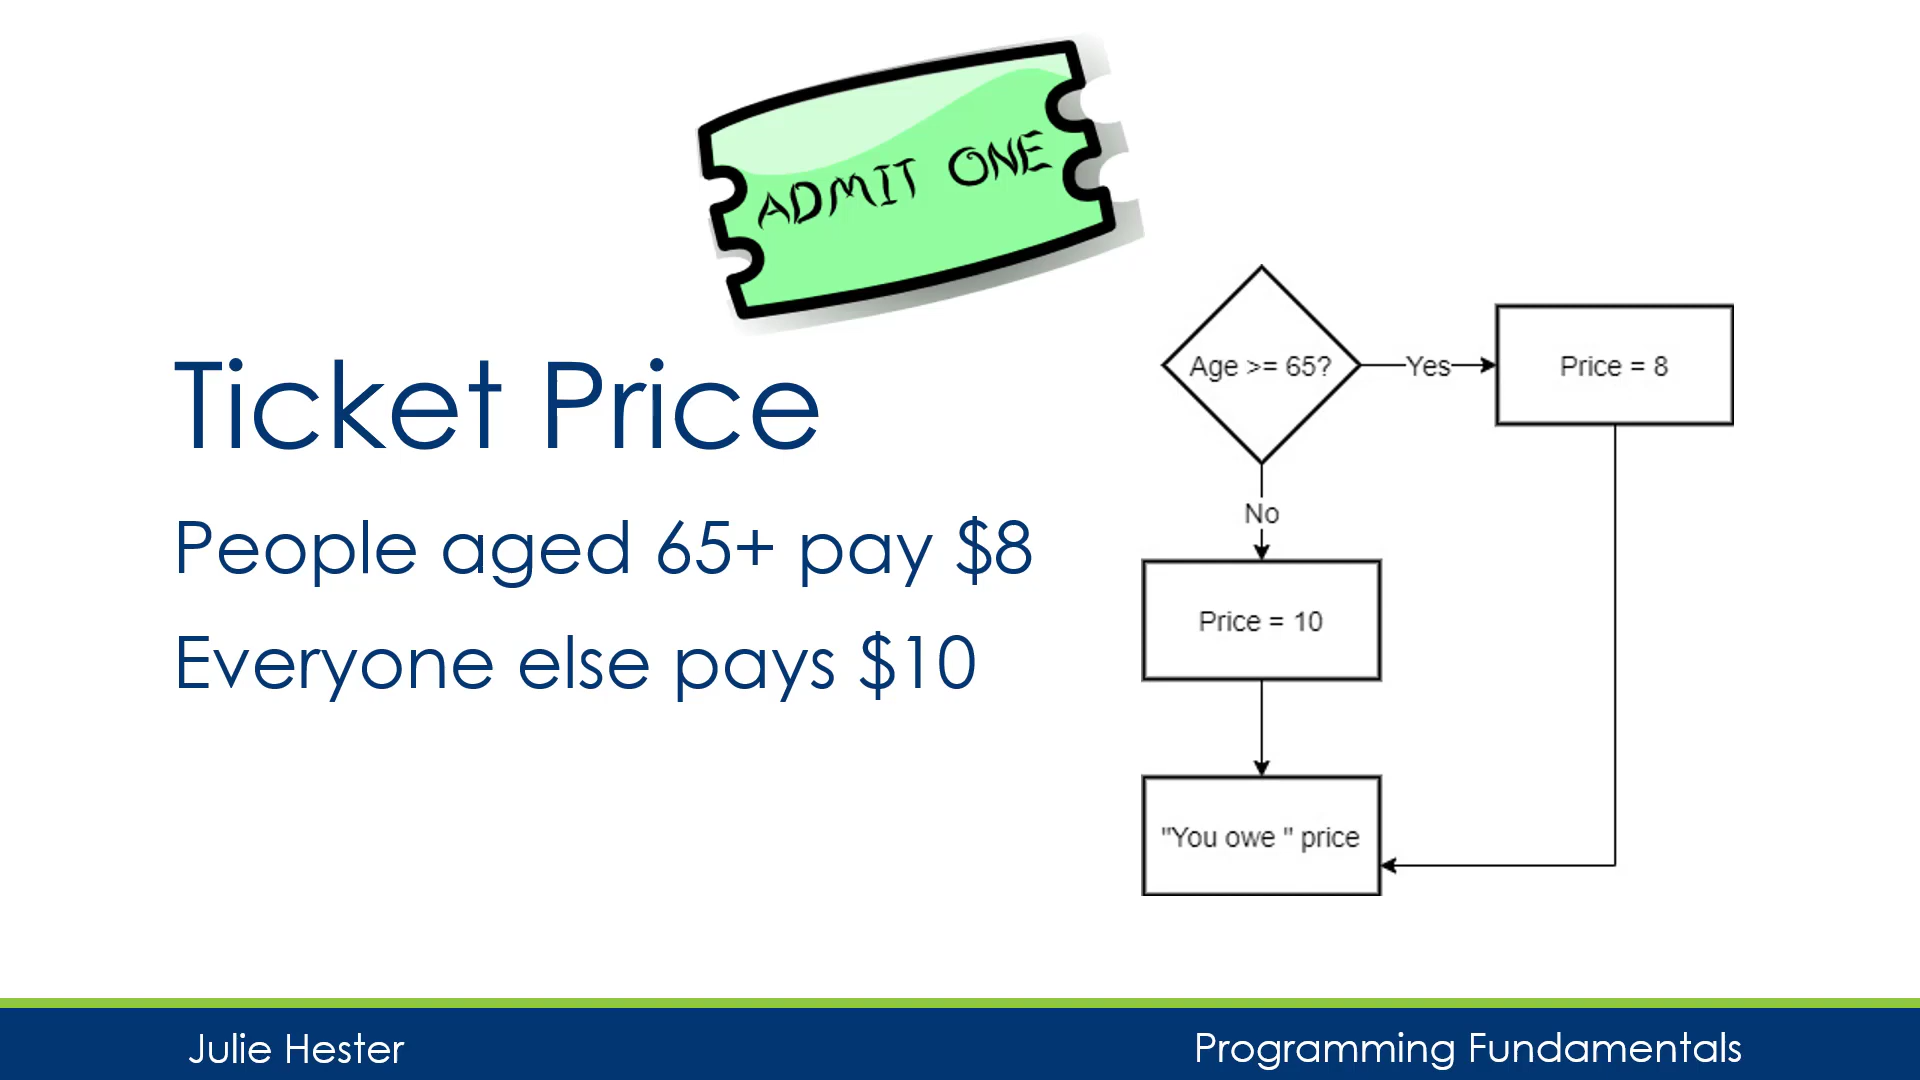 ADMIT ONE
Ticket Price
People aged 65+ pay $8
Everyone else pays $10
Age >= 65?
Yes
Price = 8
No
Price = 10
"You owe " price
Julie Hester
Programming Fundamentals